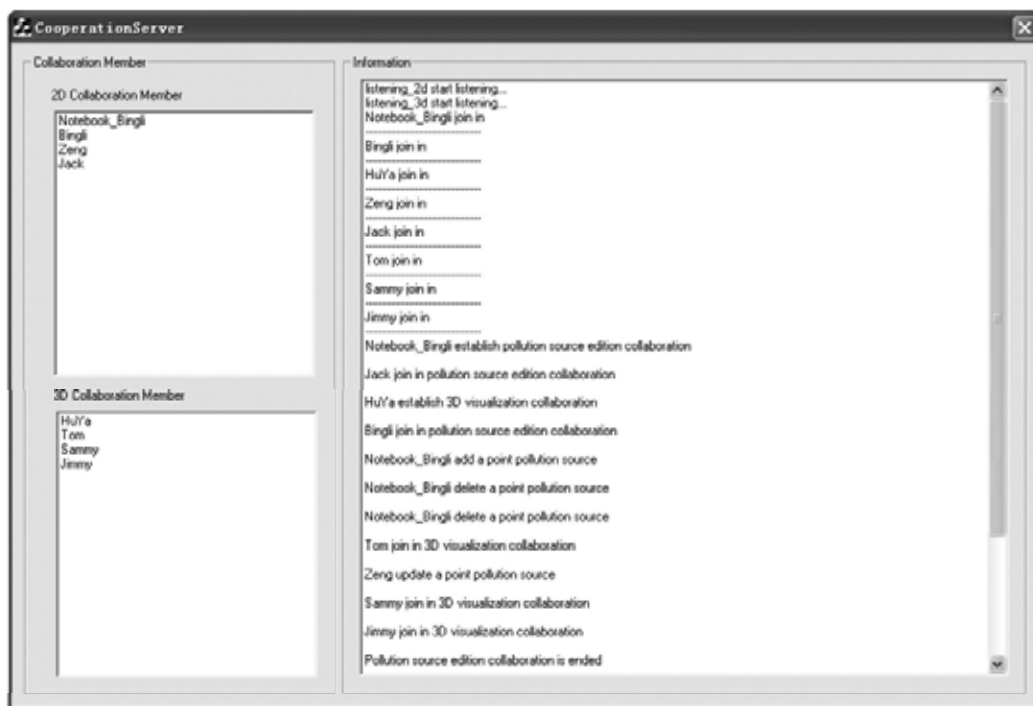 CooperationServer
Collaboration Member
2D Collaboration Member
Notebook_Bingli
Bingli
Zeng
Jack
3D Collaboration Member
HuYa
Tom
Sammy
Jimmy
Information
listening_2d start listening...
listening_3d start listening...
Notebook_Bingli join in
--------------------------------------
Bingli join in
--------------------------------------
HuYa join in
--------------------------------------
Zeng join in
--------------------------------------
Jack join in
--------------------------------------
Tom join in
--------------------------------------
Sammy join in
--------------------------------------
Jimmy join in
--------------------------------------
Notebook_Bingli establish pollution source edition collaboration
Jack join in pollution source edition collaboration
HuYa establish 3D visualization collaboration
Bingli join in pollution source edition collaboration
Notebook_Bingli add a point pollution source
Notebook_Bingli delete a point pollution source
Notebook_Bingli delete a point pollution source
Tom join in 3D visualization collaboration
Zeng update a point pollution source
Sammy join in 3D visualization collaboration
Jimmy join in 3D visualization collaboration
Pollution source edition collaboration is ended